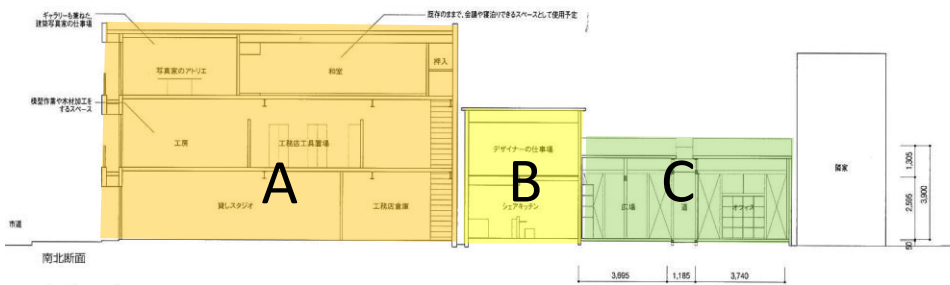 ギャラリーも兼ねた、
建築写真家の仕事場
既存のままで、会議や寝泊りできるスペースとして使用予定
写真家のアトリエ
和室
押入
模型作業や木材加工を
するスペース
工房
工務店工具置場
デザイナーの仕事場
隣家
A
B
C
貸しスタジオ
工務店倉庫
シェアキッチン
広場
道
オフィス
1,305
2,595
3,900
50
市道
南北断面
3,695
1,185
3,740